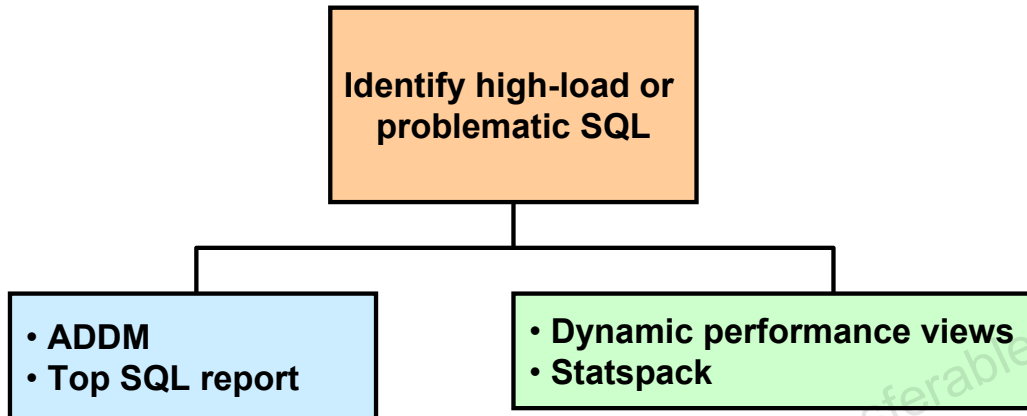 Identify high-load or
problematic SQL
• ADDM
• Top SQL report
• Dynamic performance views
• Statspack